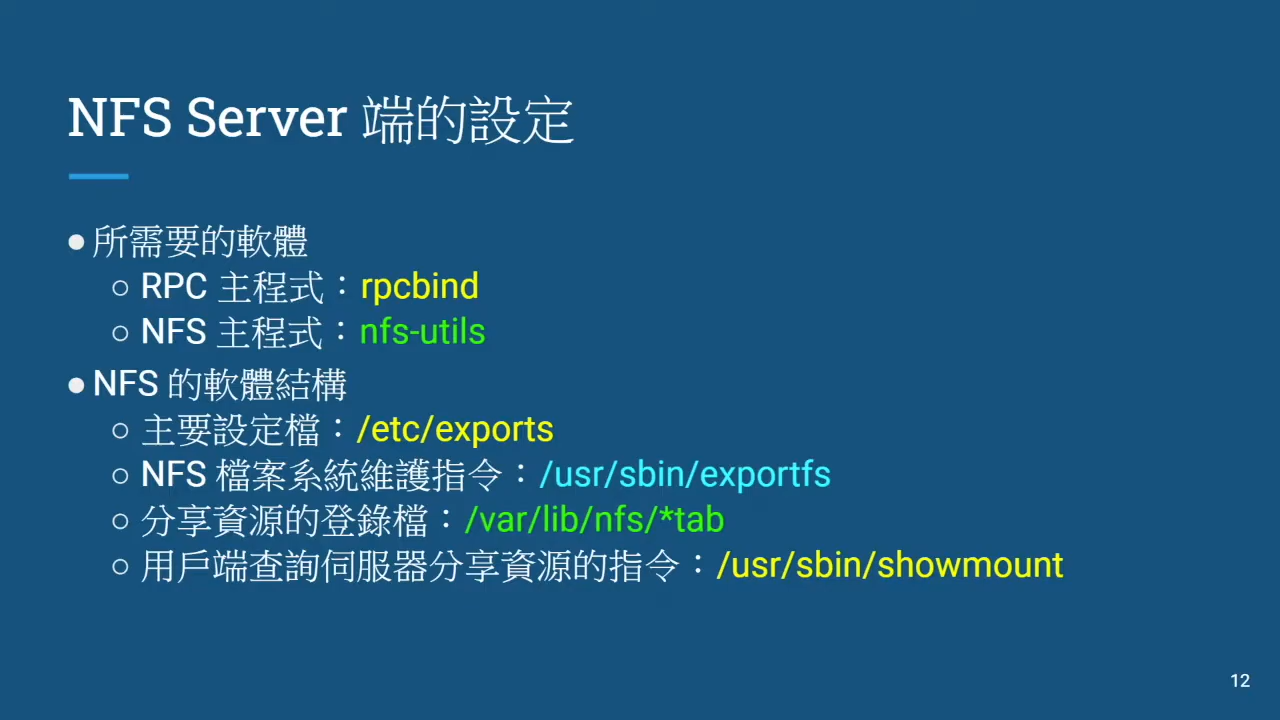 NFS Server 端的設定
●所需要的軟體
○ RPC 主程式：rpcbind
○ NFS 主程式：nfs-utils
●NFS 的軟體結構
○ 主要設定檔：/etc/exports
○ NFS 檔案系統維護指令：/usr/sbin/exportfs
○ 分享資源的登錄檔：/var/lib/nfs/*tab
○ 用戶端查詢伺服器分享資源的指令：/usr/sbin/showmount
12